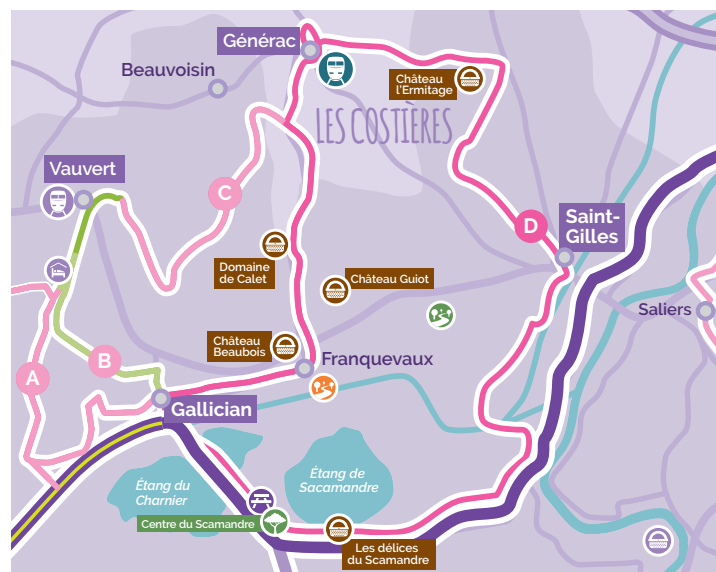 Générac
Beauvoisin
Château
l'Ermitage
LES COSTIÈRES
Vauvert
C
D
Saint-
Gilles
Domaine
de Calet
Château Guiot
Saliers
Château
Beaubois
Franquevaux
B
A
Gallician
Étang du
Charnier
Étang de
Sacamandre
Centre du Scamandre
Les délices
du Scamandre